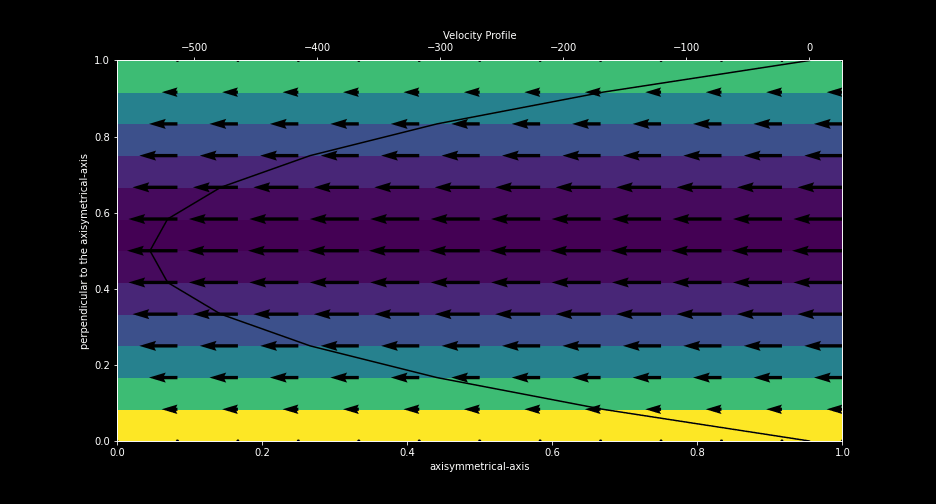 Velocity Profile
−500 −400 −300 −200 −100 0
1.0
0.8
0.6
0.4
0.2
0.0
perpendicular to the axisymetrical-axis
0.0 0.2 0.4 0.6 0.8 1.0
axisymmetrical-axis